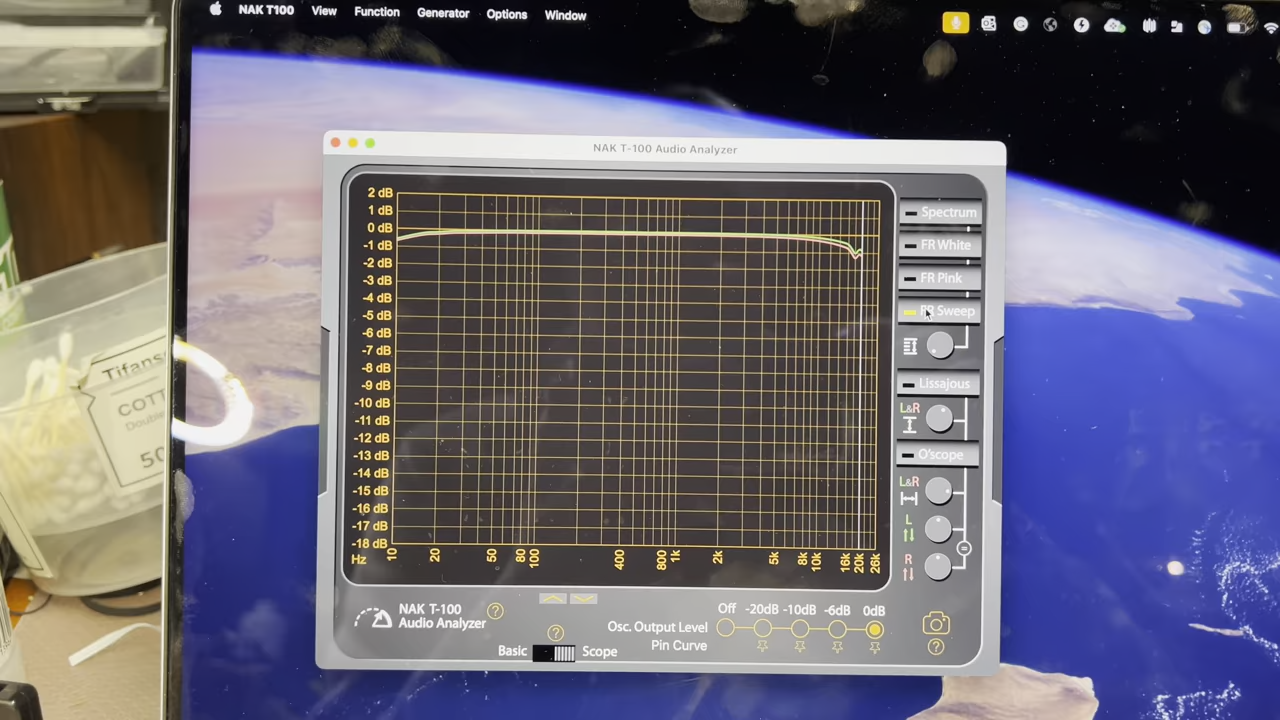 NAK T100 View Function Generator Options Window
NAK T-100 Audio Analyzer
2 dB
1 dB
0 dB
-1 dB
-2 dB
-3 dB
-4 dB
-5 dB
-6 dB
-7 dB
-8 dB
-9 dB
-10 dB
-11 dB
-12 dB
-13 dB
-14 dB
-15 dB
-16 dB
-17 dB
-18 dB
Hz 10 20 50 80 100 400 800 1k 2k 5k 8k 10k 16k 20k 26k
Spectrum
FR White
FR Pink
FR Sweep
Lissajous
L&R
O'scope
L&R
L
R
NAK T-100
Audio Analyzer
?
?
Basic
Scope
Off -20dB -10dB -6dB 0dB
Osc. Output Level
Pin Curve
?
COTT
Double
50